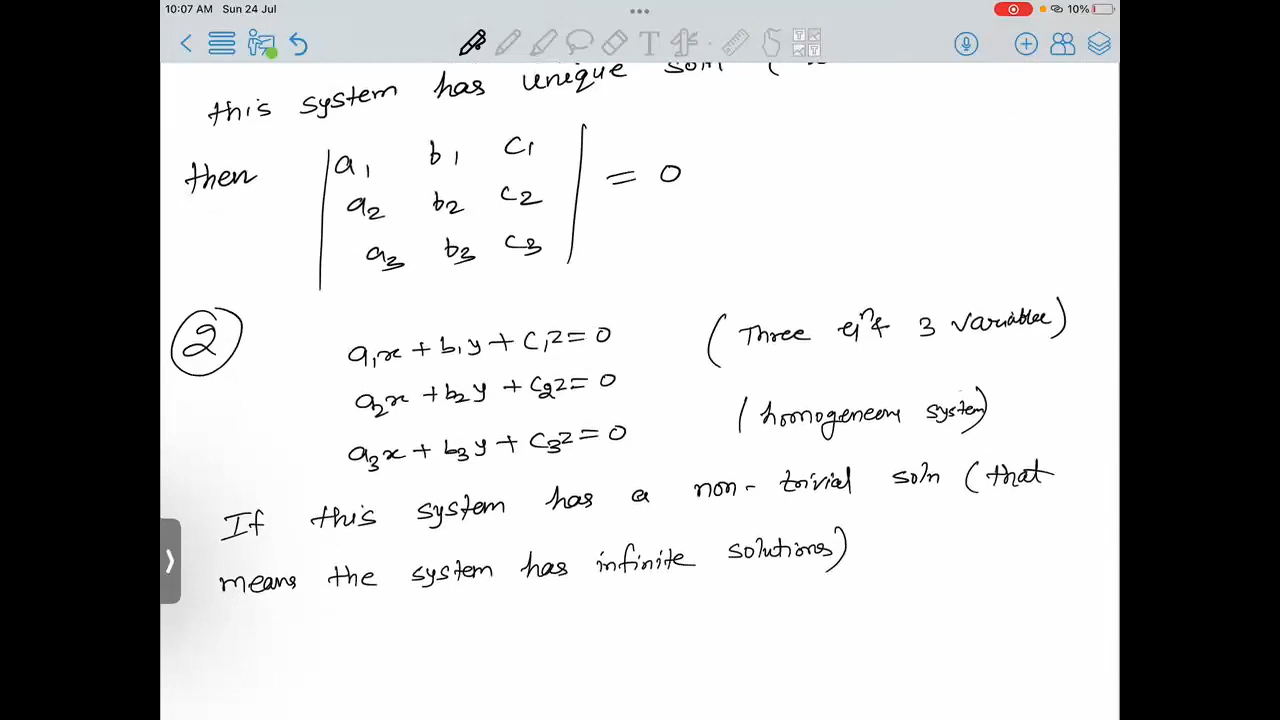 10:07 AM Sun 24 Jul
10%
this system has unique soln (
then
a1 b1 c1
a2 b2 c2 = 0
a3 b3 c3
2
a1x + b1y + c1z = 0 (Three eqn & 3 variables)
a2x + b2y + c2z = 0
(homogeneous system)
a3x + b3y + c3z = 0
If this system has a non-trivial soln (that
means the system has infinite solutions)